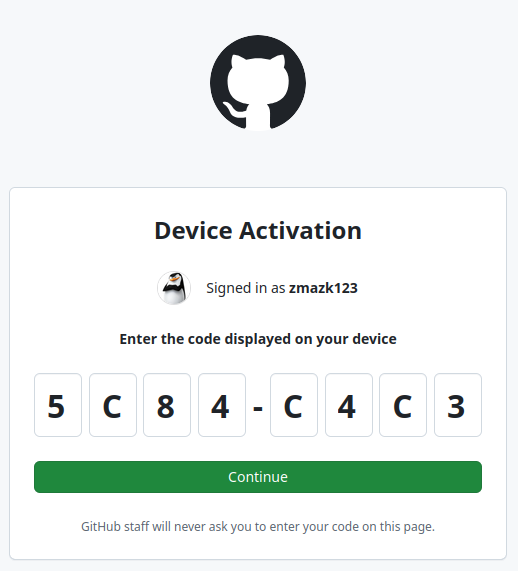 Device Activation
Signed in as zmazk123
Enter the code displayed on your device
5 C 8 4 - C 4 C 3
Continue
GitHub staff will never ask you to enter your code on this page.